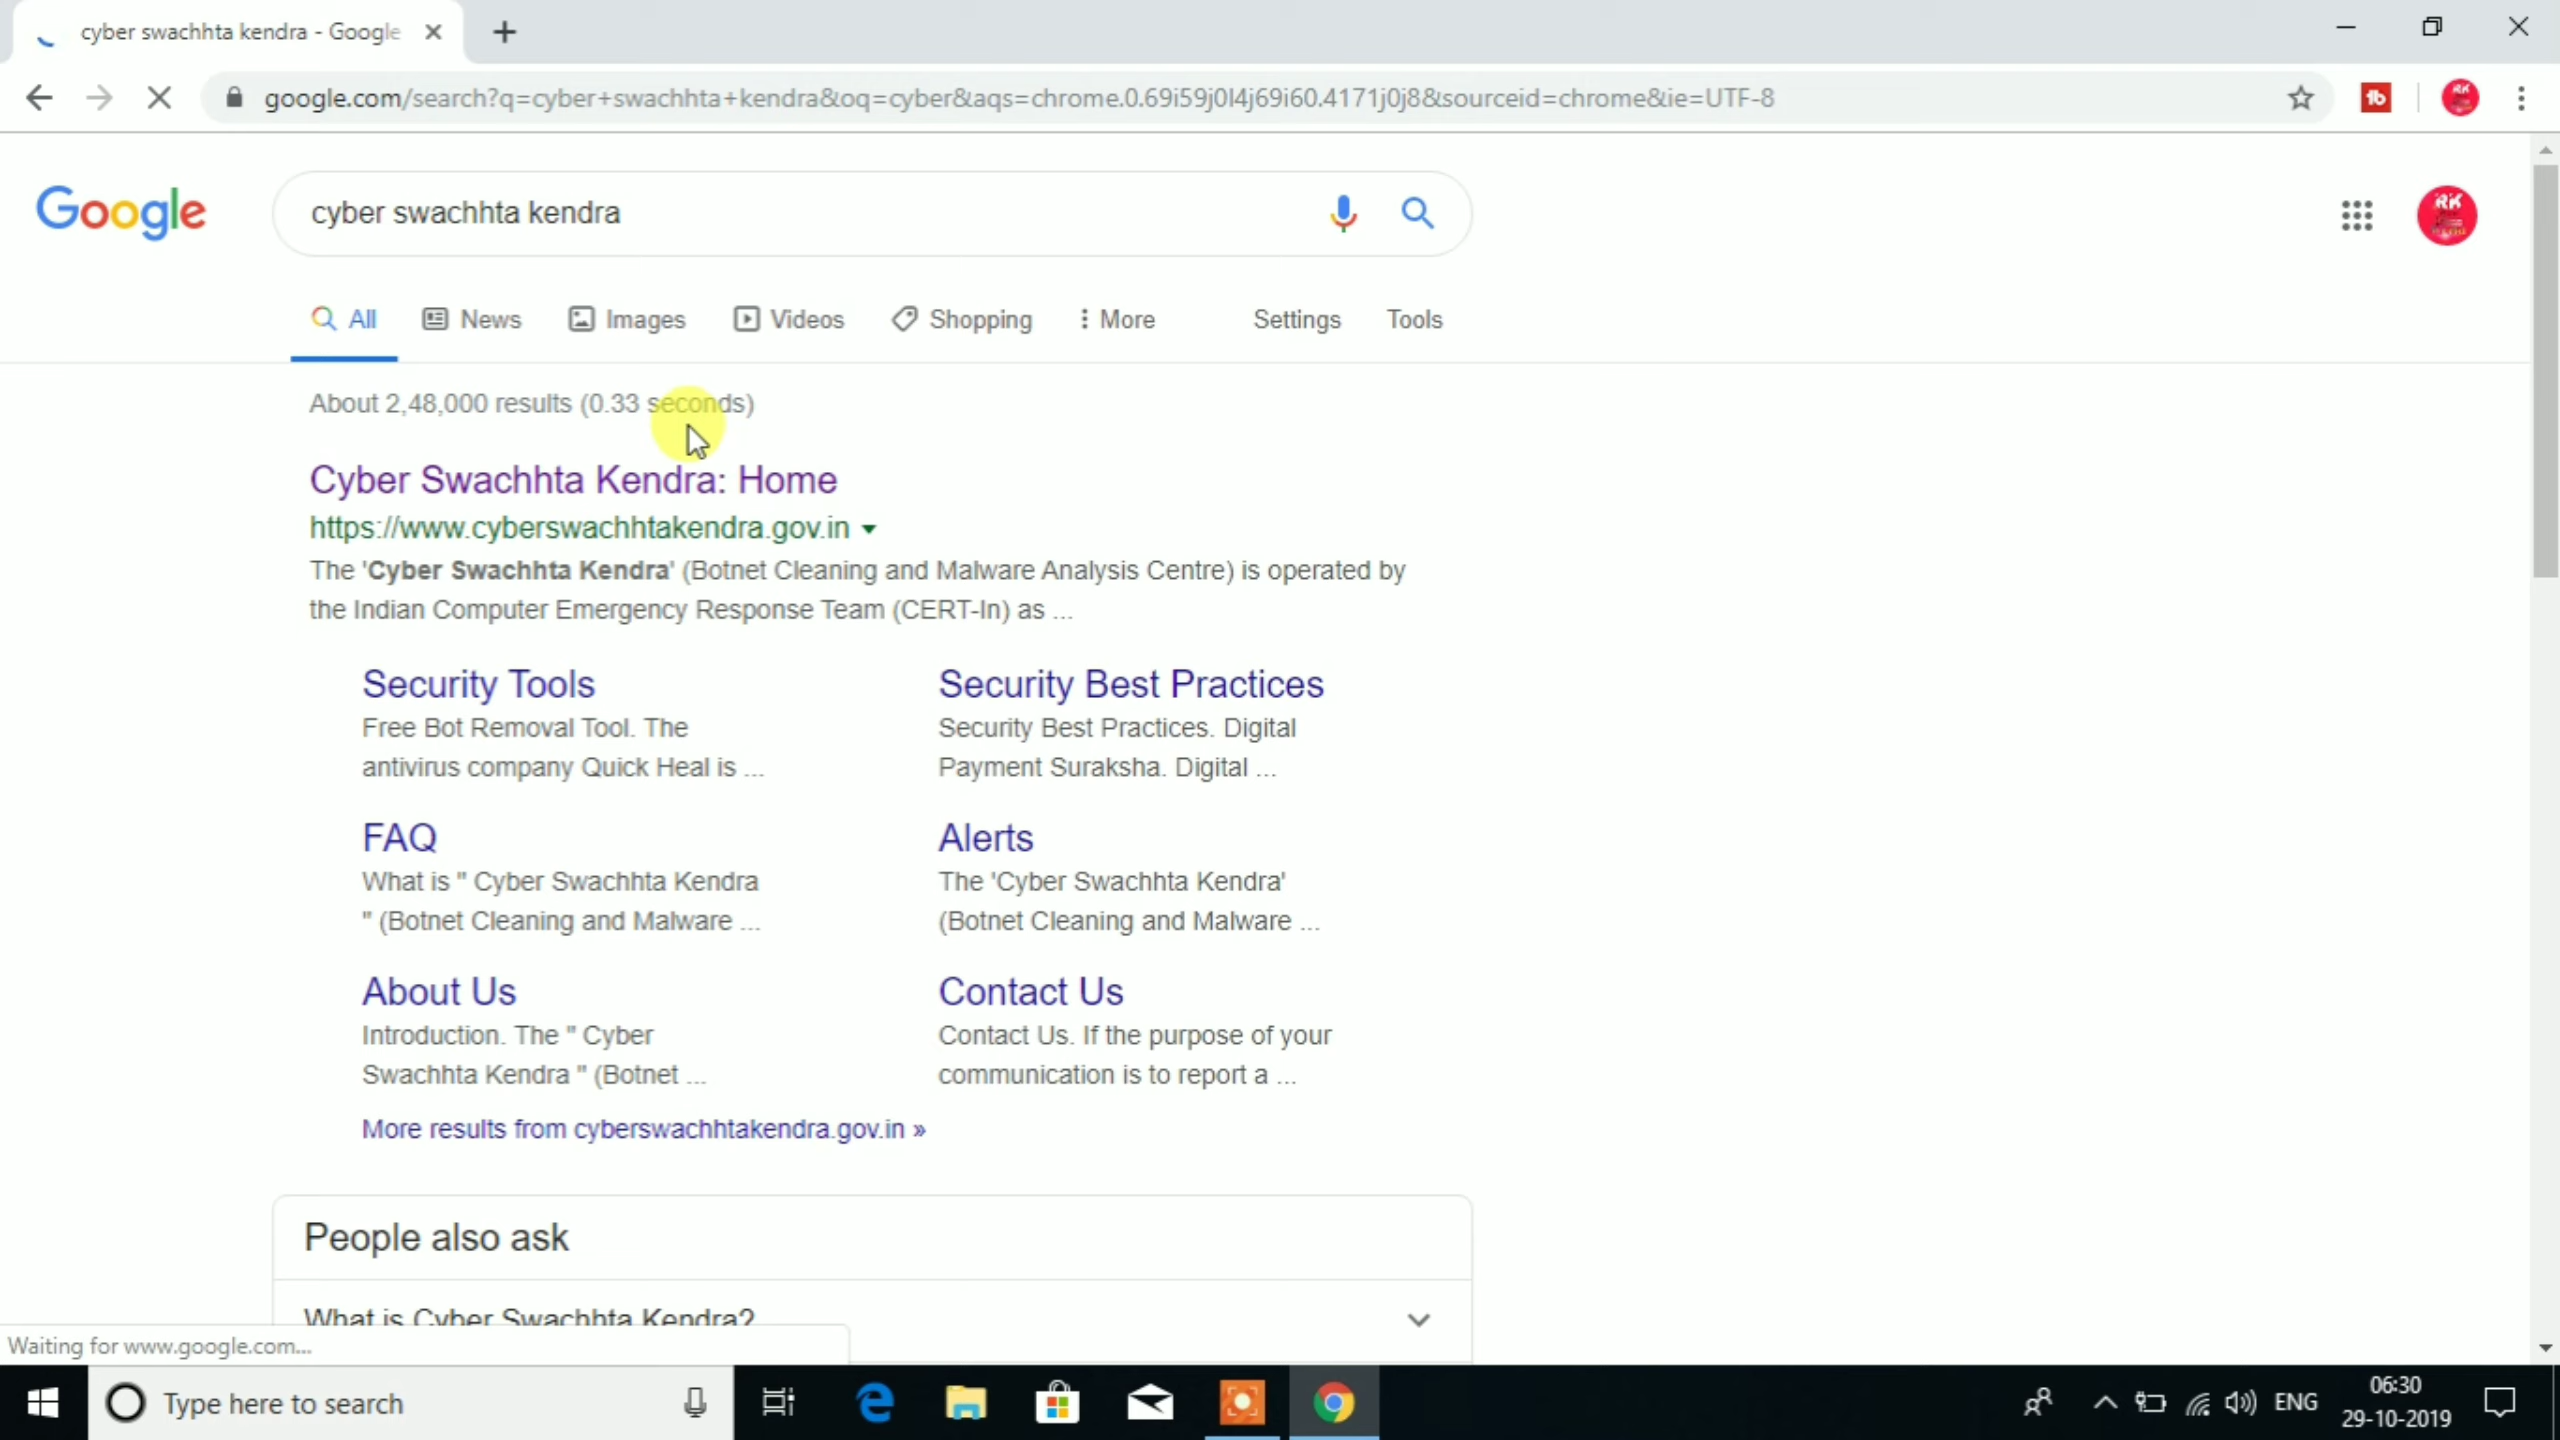 cyber swachhta kendra - Google
google.com/search?q=cyber+swachhta+kendra&oq=cyber&aqs=chrome.0.69i59j0l4j69i60.4171j0j8&sourceid=chrome&ie=UTF-8
Google
cyber swachhta kendra
All News Images Videos Shopping More Settings Tools
About 2,48,000 results (0.33 seconds)
Cyber Swachhta Kendra: Home
https://www.cyberswachhtakendra.gov.in
The 'Cyber Swachhta Kendra' (Botnet Cleaning and Malware Analysis Centre) is operated by
the Indian Computer Emergency Response Team (CERT-In) as ...
Security Tools
Free Bot Removal Tool. The
antivirus company Quick Heal is ...
Security Best Practices
Security Best Practices. Digital
Payment Suraksha. Digital ...
FAQ
What is " Cyber Swachhta Kendra
" (Botnet Cleaning and Malware ...
Alerts
The 'Cyber Swachhta Kendra'
(Botnet Cleaning and Malware ...
About Us
Introduction. The " Cyber
Swachhta Kendra " (Botnet ...
Contact Us
Contact Us. If the purpose of your
communication is to report a ...
More results from cyberswachhtakendra.gov.in »
People also ask
What is Cyber Swachhta Kendra?
Waiting for www.google.com...
Type here to search
ENG
06:30
29-10-2019